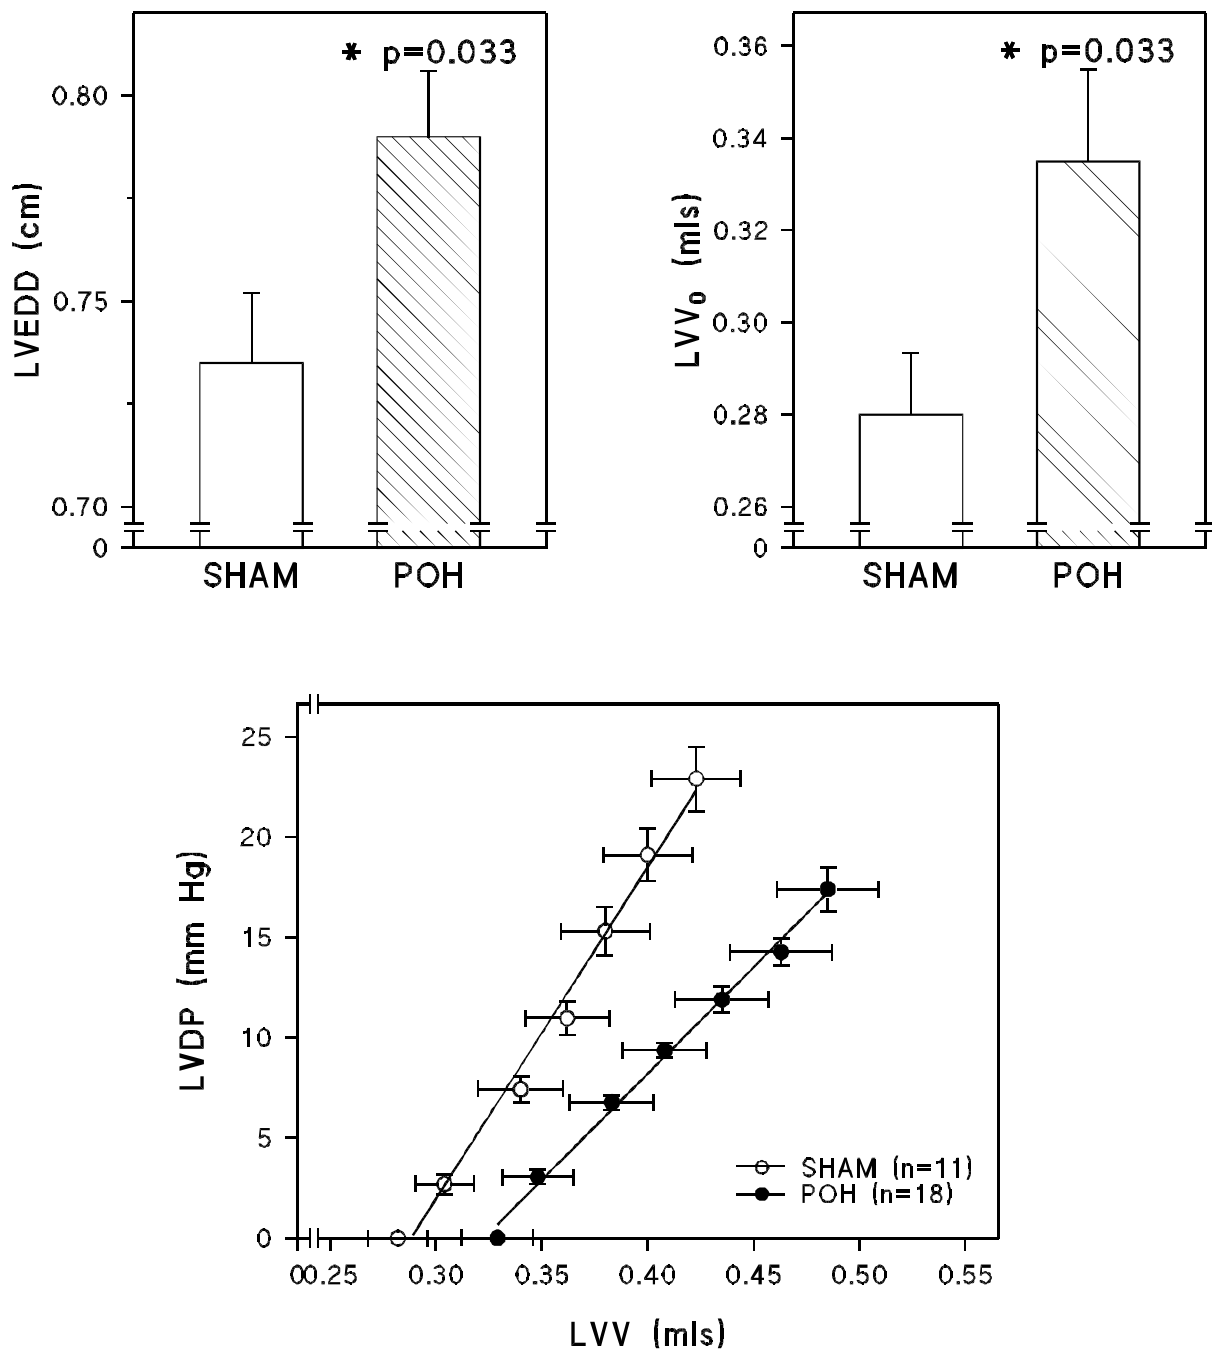 * p=0.033
0.80
0.75
0.70
0
LVEDD (cm)
SHAM POH
* p=0.033
0.36
0.34
0.32
0.30
0.28
0.26
0
LVV0 (mls)
SHAM POH
25
20
15
10
5
0
LVDP (mm Hg)
SHAM (n=11)
POH (n=18)
0 0.25 0.30 0.35 0.40 0.45 0.50 0.55
LVV (mls)